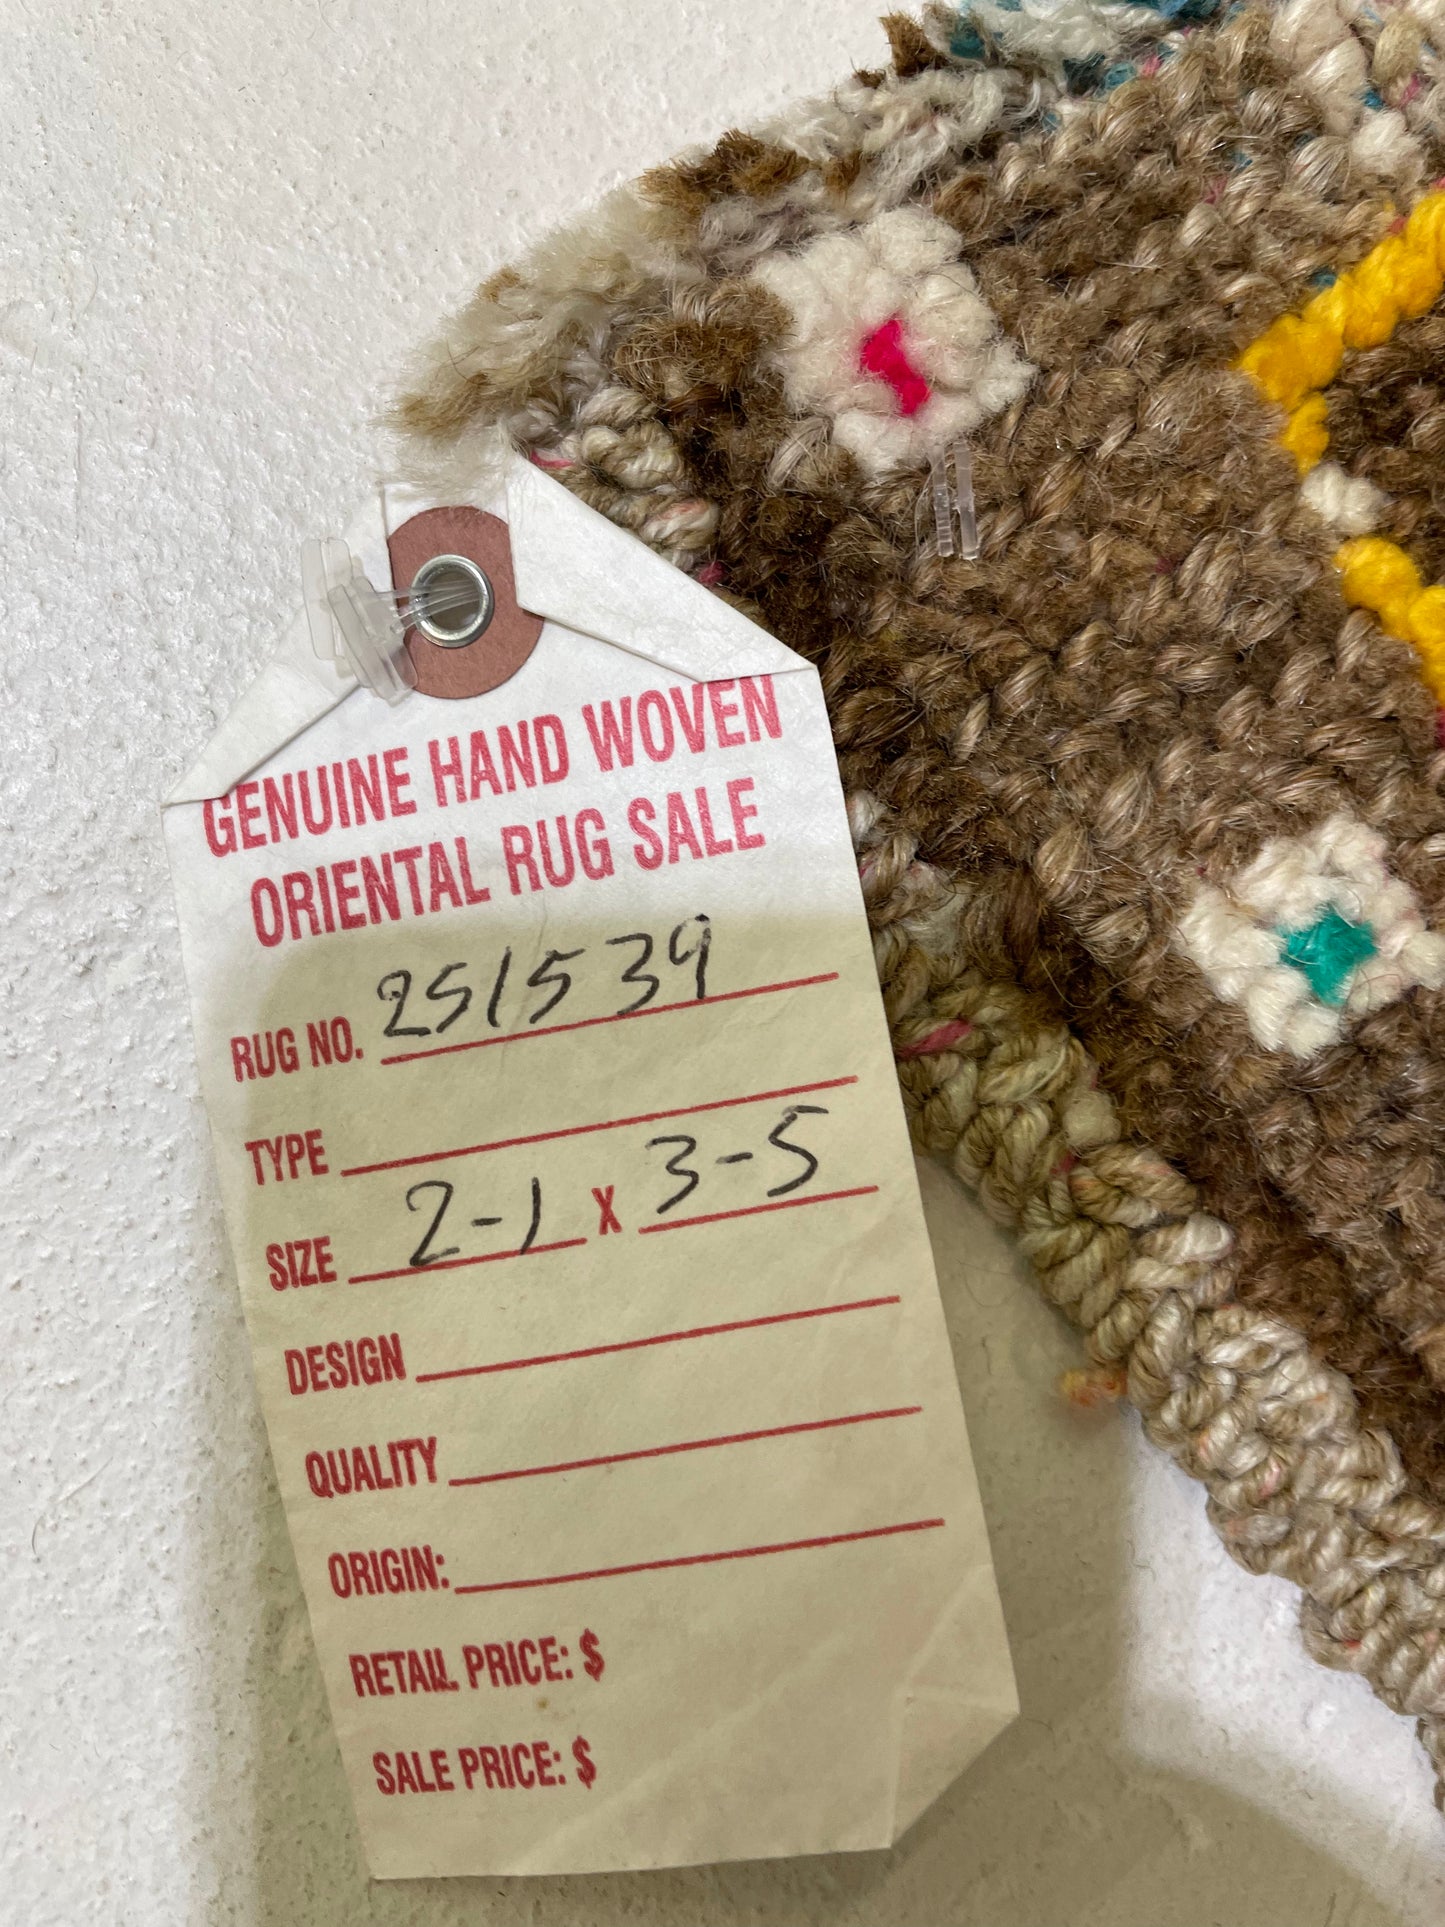 GENUINE HAND WOVEN
ORIENTAL RUG SALE
RUG NO. 251539
TYPE
SIZE 2-1 X 3-5
DESIGN
QUALITY
ORIGIN:
RETAIL PRICE: $
SALE PRICE: $